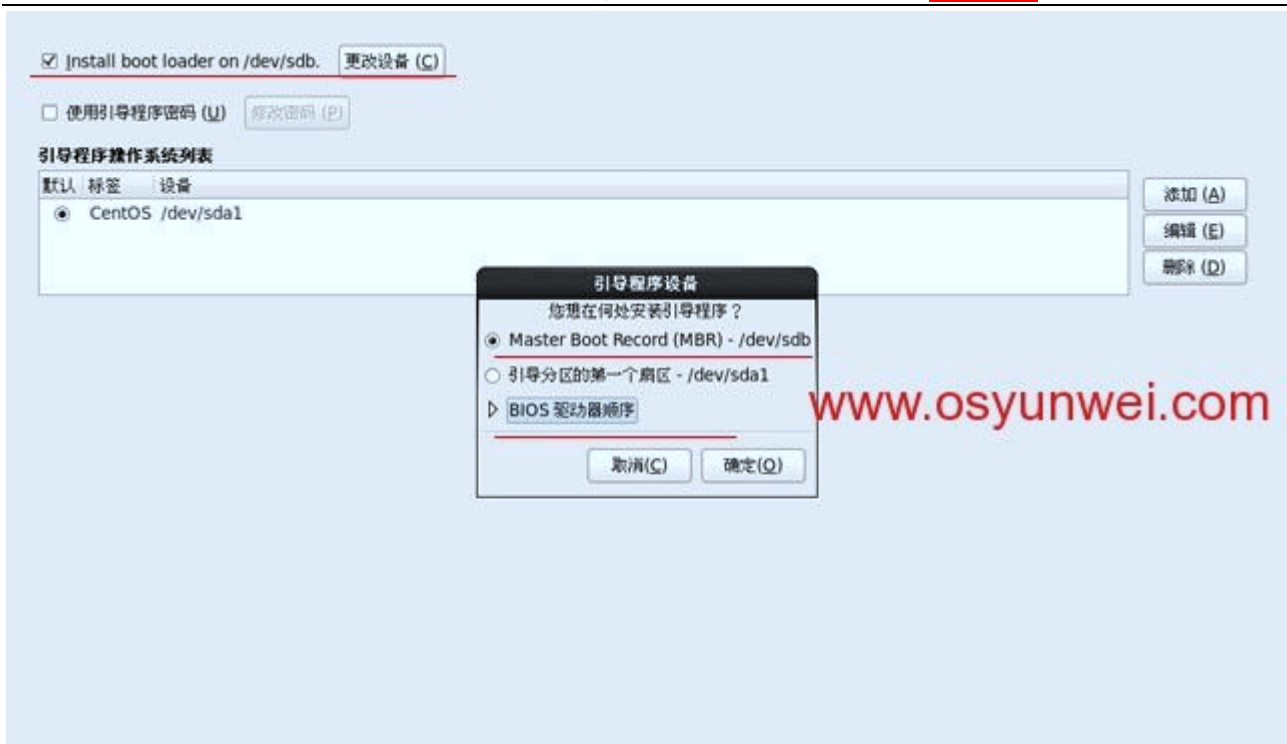 Install boot loader on /dev/sdb. 更改设备 (C)
使用引导程序密码 (U) 修改密码 (P)
引导程序操作系统列表
默认 标签 设备
CentOS /dev/sda1
添加 (A)
编辑 (E)
删除 (D)
引导程序设备
您想在何处安装引导程序？
Master Boot Record (MBR) - /dev/sdb
引导分区的第一个扇区 - /dev/sda1
BIOS 驱动器顺序
取消(C) 确定(O)
www.osyunwei.com